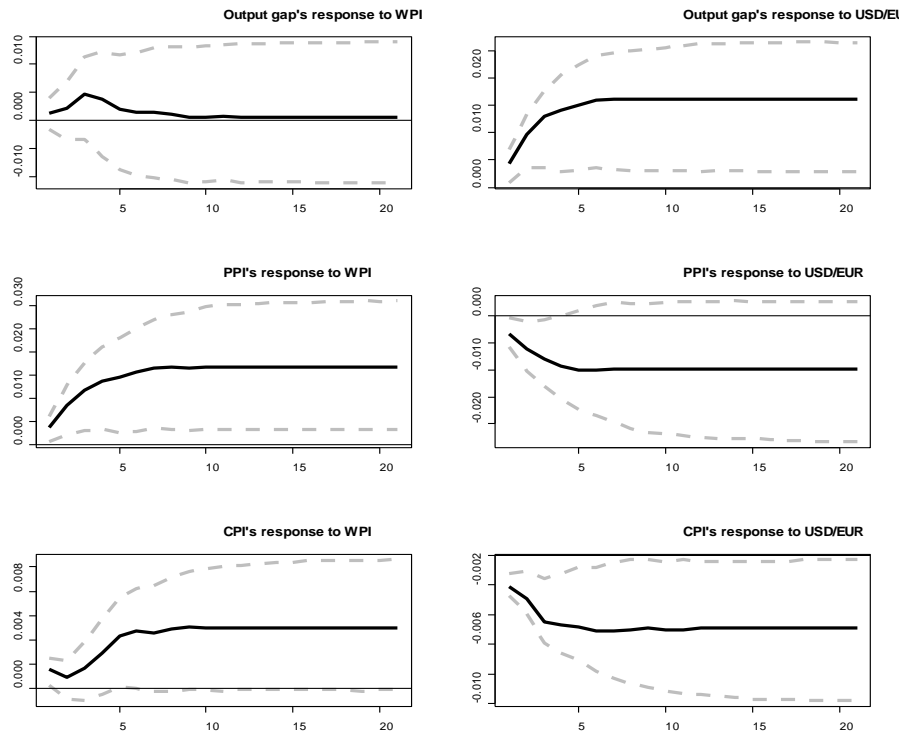 Output gap's response to WPI
0.010
0.000
-0.010
5 10 15 20
Output gap's response to USD/EU
0.020
0.010
0.000
5 10 15 20
PPI's response to WPI
0.030
0.020
0.010
0.000
5 10 15 20
PPI's response to USD/EUR
0.000
-0.010
-0.020
5 10 15 20
CPI's response to WPI
0.008
0.004
0.000
5 10 15 20
CPI's response to USD/EUR
-0.002
-0.006
-0.010
5 10 15 20